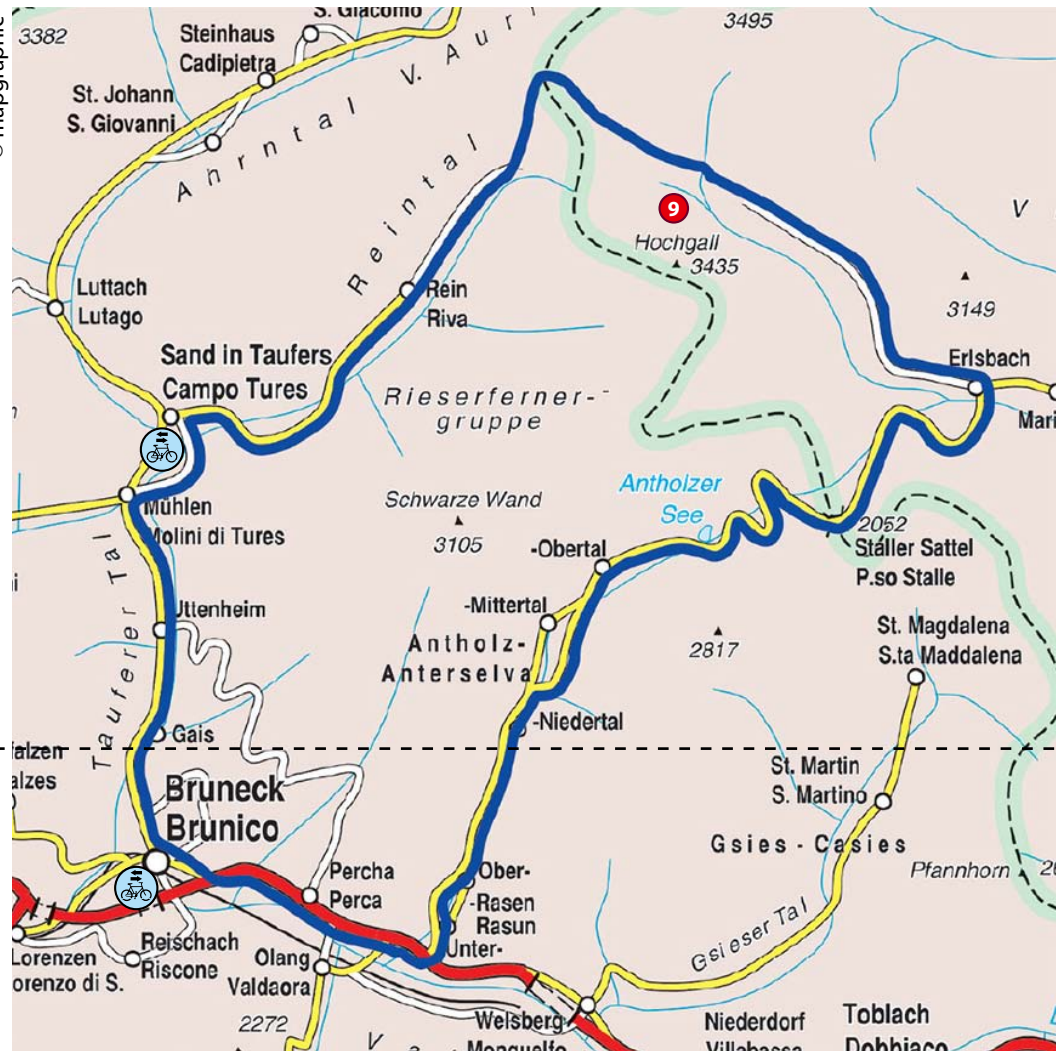 S. Giacomo
3382
3495
Steinhaus
Cadipietra
V. Auri
St. Johann
S. Giovanni
Ahrntal
Reintal
9
V
Hochgall
3435
Luttach
Lutago
Rein
Riva
3149
Sand in Taufers
Campo Tures
Erlsbach
Rieserferner-
gruppe
Mari
Antholzer
See
Schwarze Wand
3105
Mühlen
Molini di Tures
2052
Staller Sattel
P.so Stalle
-Obertal
Taufererer Tal
Uttenheim
-Mittertal
Antholz-
Anterselva
2817
St. Magdalena
S.ta Maddalena
-Niedertal
Gais
alzen
alzes
St. Martin
S. Martino
Bruneck
Brunico
Gsies - Casies
Percha
Perca
Ober-
-Rasen
Rasun
Unter-
Pfannhorn
20
Gsieser Tal
Reischach
Riscone
Lorenzen
orenzo di S.
Olang
Valdaora
2272
Welsberg
Monguelfo
Niederdorf
Villabassa
Toblach
Dobbiaco
V a